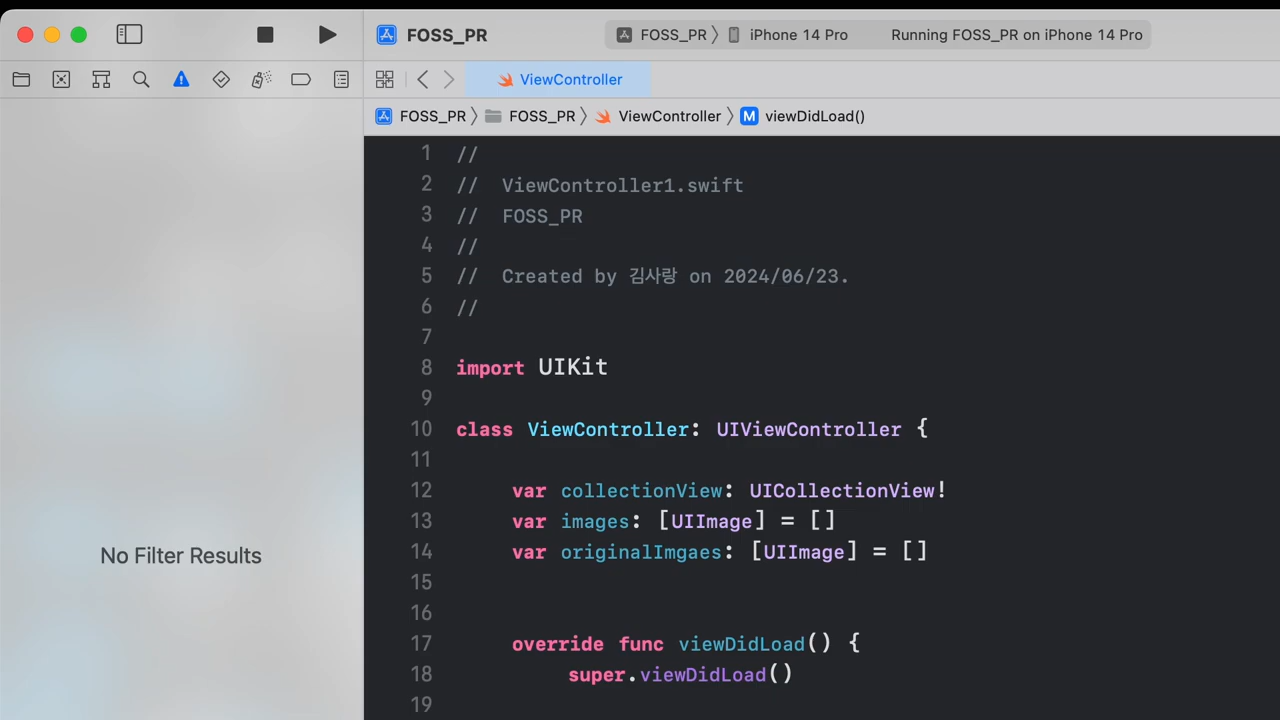 FOSS_PR
FOSS_PR 〉 iPhone 14 Pro
Running FOSS_PR on iPhone 14 Pro
ViewController
FOSS_PR 〉 FOSS_PR 〉 ViewController 〉 M viewDidLoad()
No Filter Results
1 //
2 //  ViewController1.swift
3 //  FOSS_PR
4 //
5 //  Created by 김사랑 on 2024/06/23.
6 //
7
8 import UIKit
9
10 class ViewController: UIViewController {
11
12     var collectionView: UICollectionView!
13     var images: [UIImage] = []
14     var originalImgaes: [UIImage] = []
15
16
17     override func viewDidLoad() {
18         super.viewDidLoad()
19